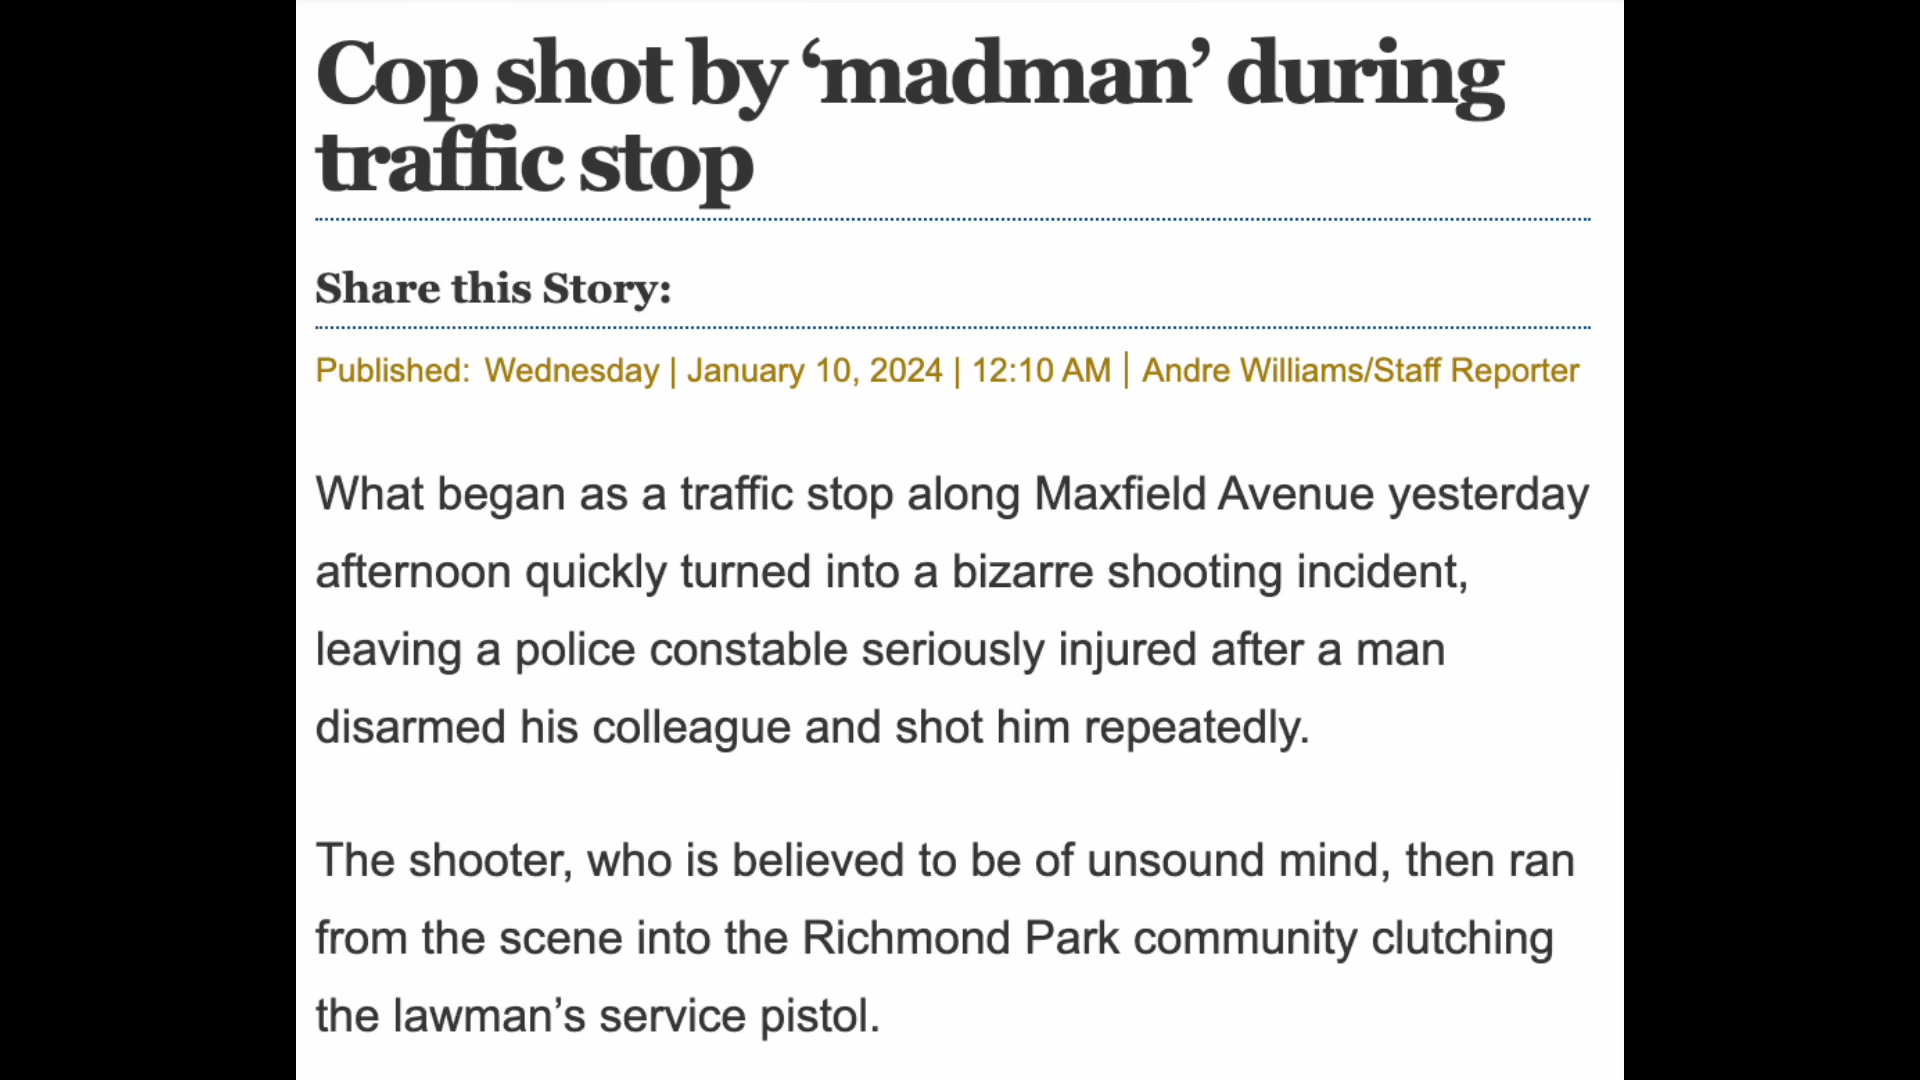 Cop shot by ‘madman’ during
traffic stop
Share this Story:
Published: Wednesday | January 10, 2024 | 12:10 AM | Andre Williams/Staff Reporter
What began as a traffic stop along Maxfield Avenue yesterday
afternoon quickly turned into a bizarre shooting incident,
leaving a police constable seriously injured after a man
disarmed his colleague and shot him repeatedly.
The shooter, who is believed to be of unsound mind, then ran
from the scene into the Richmond Park community clutching
the lawman’s service pistol.